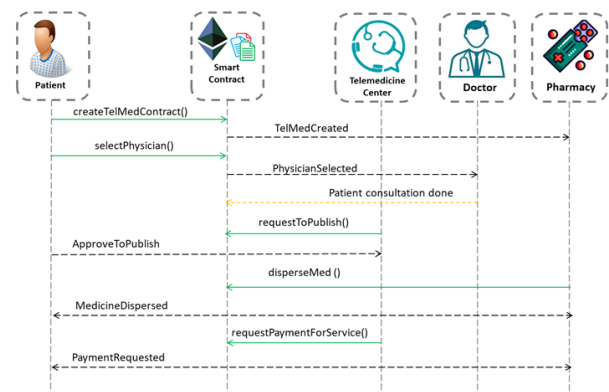 Patient
Smart
Contract
Telemedicine
Center
Doctor
Pharmacy
createTelMedContract()
TelMedCreated
selectPhysician()
PhysicianSelected
Patient consultation done
requestToPublish()
ApproveToPublish
disperseMed ()
MedicineDispersed
requestPaymentForService()
PaymentRequested